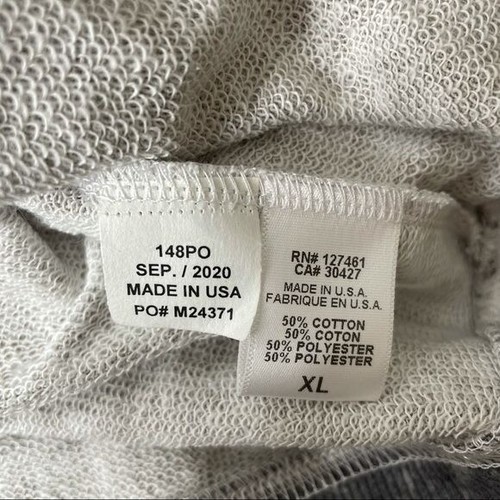 148PO
SEP. / 2020
MADE IN USA
PO# M24371
RN# 127461
CA# 30427
MADE IN U.S.A.
FABRIQUE EN U.S.A.
50% COTTON
50% COTON
50% POLYESTER
50% POLYESTER
XL